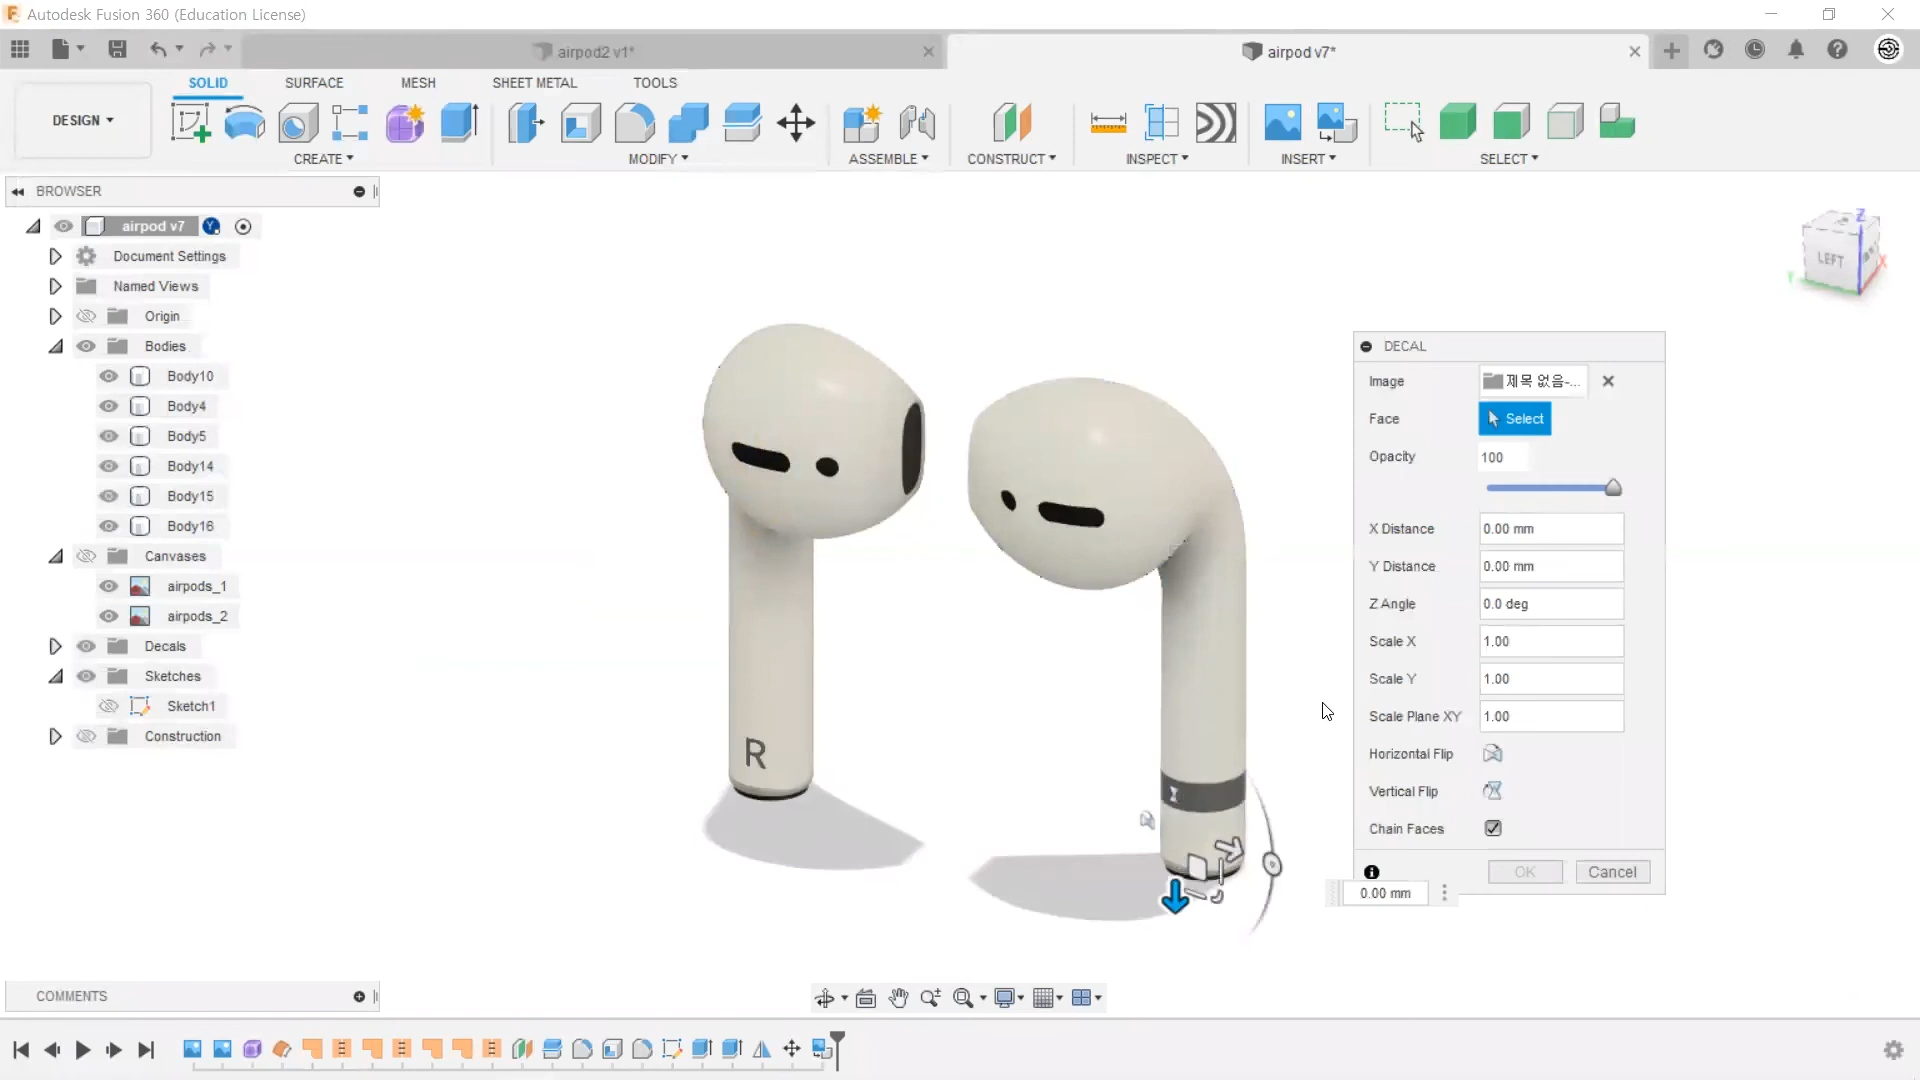 Autodesk Fusion 360 (Education License)
airpod2 v1*
airpod v7*
SOLID
SURFACE
MESH
SHEET METAL
TOOLS
DESIGN
CREATE
MODIFY
ASSEMBLE
CONSTRUCT
INSPECT
INSERT
SELECT
BROWSER
airpod v7
Document Settings
Named Views
Origin
Bodies
Body10
Body4
Body5
Body14
Body15
Body16
Canvases
airpods_1
airpods_2
Decals
Sketches
Sketch1
Construction
R
Z
LEFT
X
Y
DECAL
Image 제목 없음-...
Face Select
Opacity 100
X Distance 0.00 mm
Y Distance 0.00 mm
Z Angle 0.0 deg
Scale X 1.00
Scale Y 1.00
Scale Plane XY 1.00
Horizontal Flip
Vertical Flip
Chain Faces
OK Cancel
0.00 mm
COMMENTS